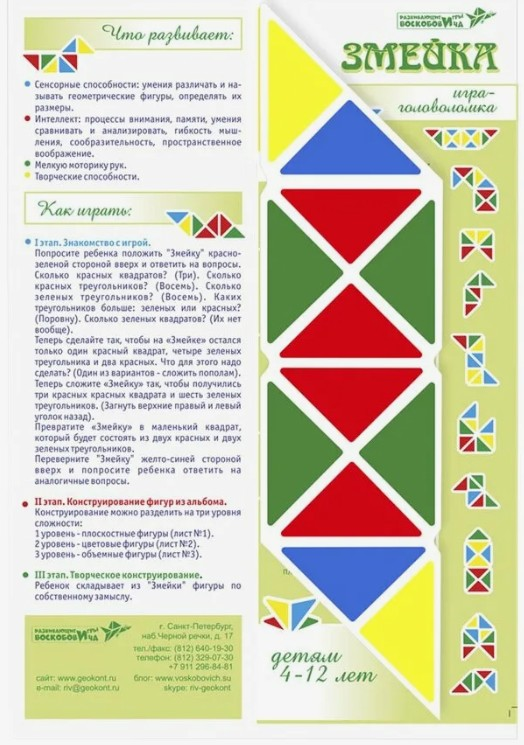 Что развивает:
Сенсорные способности: умения различать и на-
зывать геометрические фигуры, определять их
размеры.
Интеллект: процессы внимания, памяти, умения
сравнивать и анализировать, гибкость мыш-
ления, сообразительность, пространственное
воображение.
Мелкую моторику рук.
Творческие способности.
Как играть:
I этап. Знакомство с игрой.
Попросите ребенка положить "Змейку" красно-
зеленой стороной вверх и ответить на вопросы.
Сколько красных квадратов? (Три). Сколько
красных треугольников? (Восемь). Сколько
зеленых треугольников? (Восемь). Каких
треугольников больше: зеленых или красных?
(Поровну). Сколько зеленых квадратов? (Их нет
вообще).
Теперь сделайте так, чтобы на «Змейке» остался
только один красный квадрат, четыре зеленых
треугольника и два красных. Что для этого надо
сделать? (Один из вариантов - сложить пополам).
Теперь сложите «Змейку» так, чтобы получились
три красных красных квадрата и шесть зеленых
треугольников. (Загнуть верхние правый и левый
уголок назад).
Превратите «Змейку» в маленький квадрат,
который будет состоять из двух красных и двух
зеленых треугольников.
Переверните "Змейку" желто-синей стороной
вверх и попросите ребенка ответить на
аналогичные вопросы.
II этап. Конструирование фигур из альбома.
Конструирование можно разделить на три уровня
сложности:
1 уровень - плоскостные фигуры (лист №1).
2 уровень - цветовые фигуры (лист №2).
3 уровень - объемные фигуры (лист №3).
III этап. Творческое конструирование.
Ребенок складывает из "Змейки" фигуры по
собственному замыслу.
РАЗВИВАЮЩИЕ ИГРЫ
ВОСКОБОВИЧА
г. Санкт-Петербург,
наб.Черной речки, д. 17
тел./факс: (812) 640-19-30
телефон: (812) 329-07-30
+7 911 296-84-81
сайт: www.geokont.ru
блог: www.voskobovich.su
e-mail: riv@geokont.ru
skype: riv-geokont
РАЗВИВАЮЩИЕ ИГРЫ
ВОСКОБОВИЧА
ЗМЕЙКА
игра-
головоломка
детям
4-12 лет